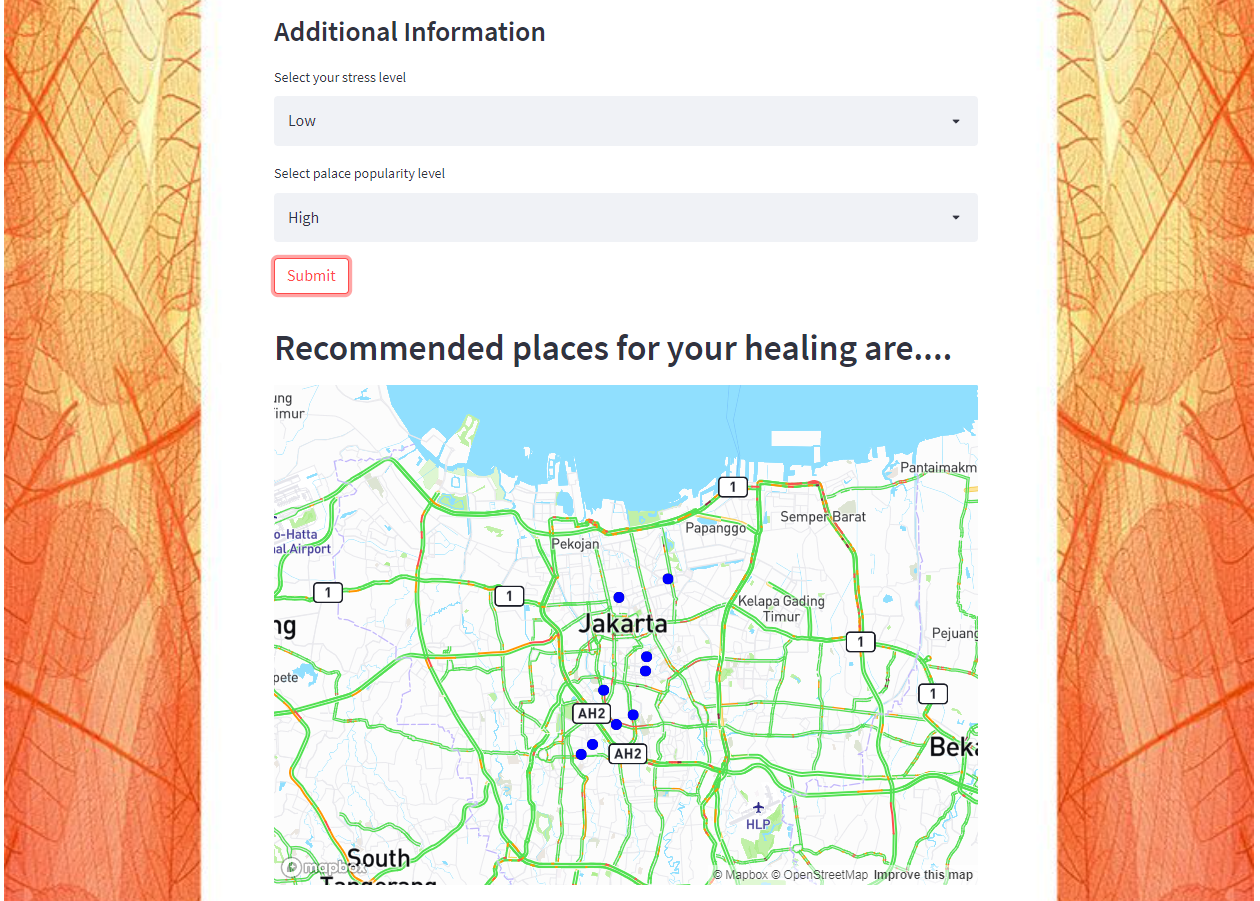 Additional Information
Select your stress level
Low
Select palace popularity level
High
Submit
Recommended places for your healing are....
Timur
Pantaimakm
1
Semper Barat
Papanggo
o-Hatta
al Airport
Pekojan
1
1
Kelapa Gading
Timur
Jakarta
ng
Pejuang
1
pete
1
AH2
AH2
Beka
HLP
South
Tangerang
mapbox
© Mapbox © OpenStreetMap Improve this map